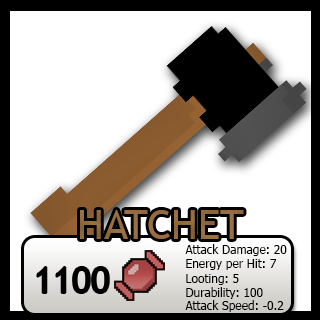 HATCHET
1100
Attack Damage: 20
Energy per Hit: 7
Looting: 5
Durability: 100
Attack Speed: -0.2